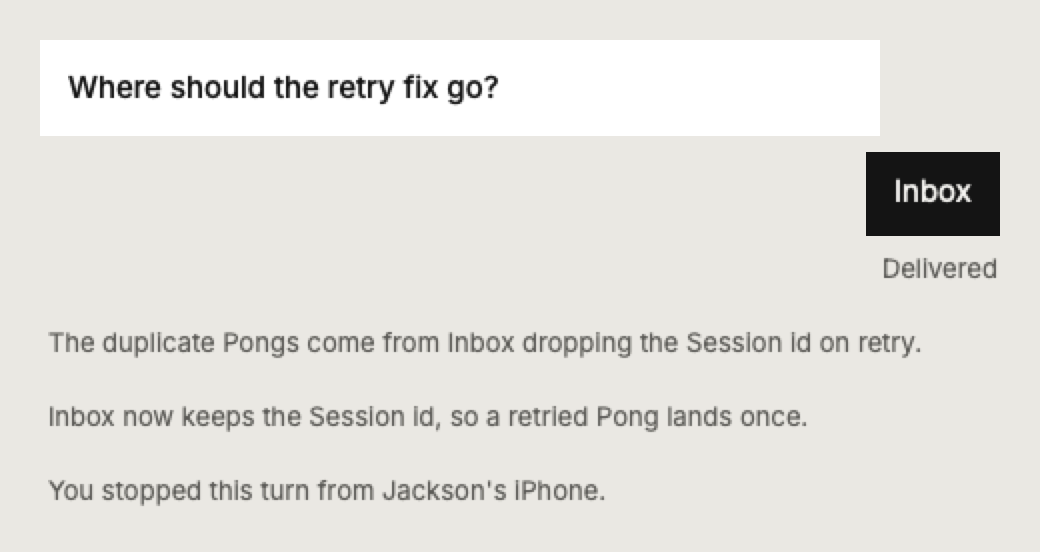 Where should the retry fix go?
Inbox
Delivered
The duplicate Pongs come from Inbox dropping the Session id on retry.
Inbox now keeps the Session id, so a retried Pong lands once.
You stopped this turn from Jackson's iPhone.